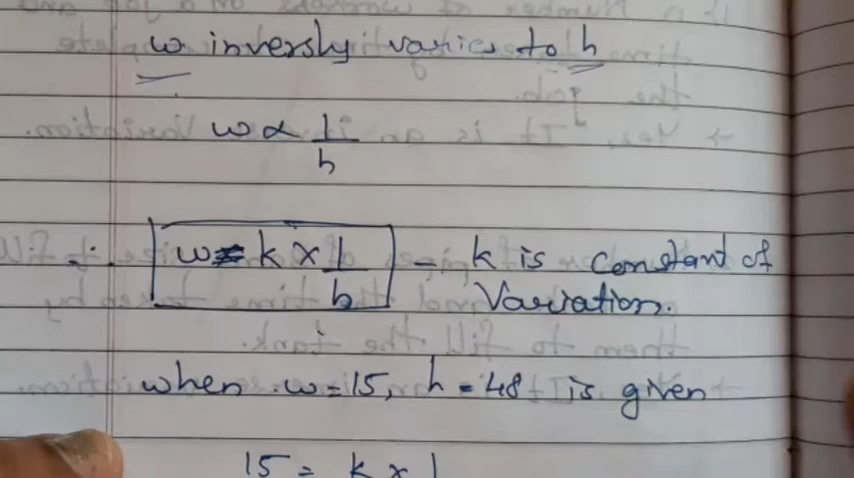 w inversly varies to h
w ∝ 1/h
∴ w = k × 1/h - k is constant of
Variation.
when w = 15, h = 48 is given
15 = k × 1